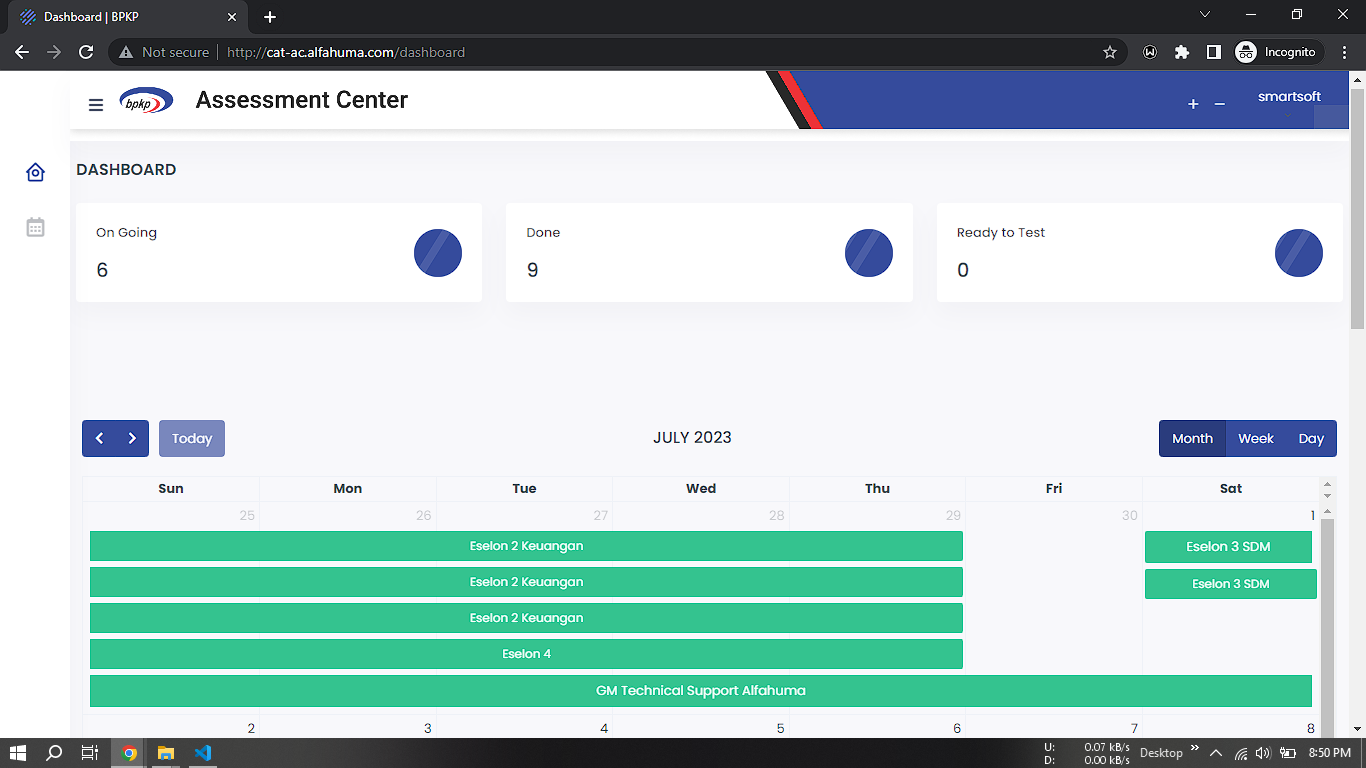 Dashboard | BPKP
Not secure
http://cat-ac.alfahuma.com/dashboard
Incognito
bpkp
Assessment Center
+ −
smartsoft
DASHBOARD
On Going
6
Done
9
Ready to Test
0
Today
JULY 2023
Month Week Day
Sun Mon Tue Wed Thu Fri Sat
25 26 27 28 29 30 1
Eselon 2 Keuangan
Eselon 3 SDM
Eselon 2 Keuangan
Eselon 3 SDM
Eselon 2 Keuangan
Eselon 4
GM Technical Support Alfahuma
2 3 4 5 6 7 8
U: 0.07 kB/s
D: 0.00 kB/s
Desktop
8:50 PM